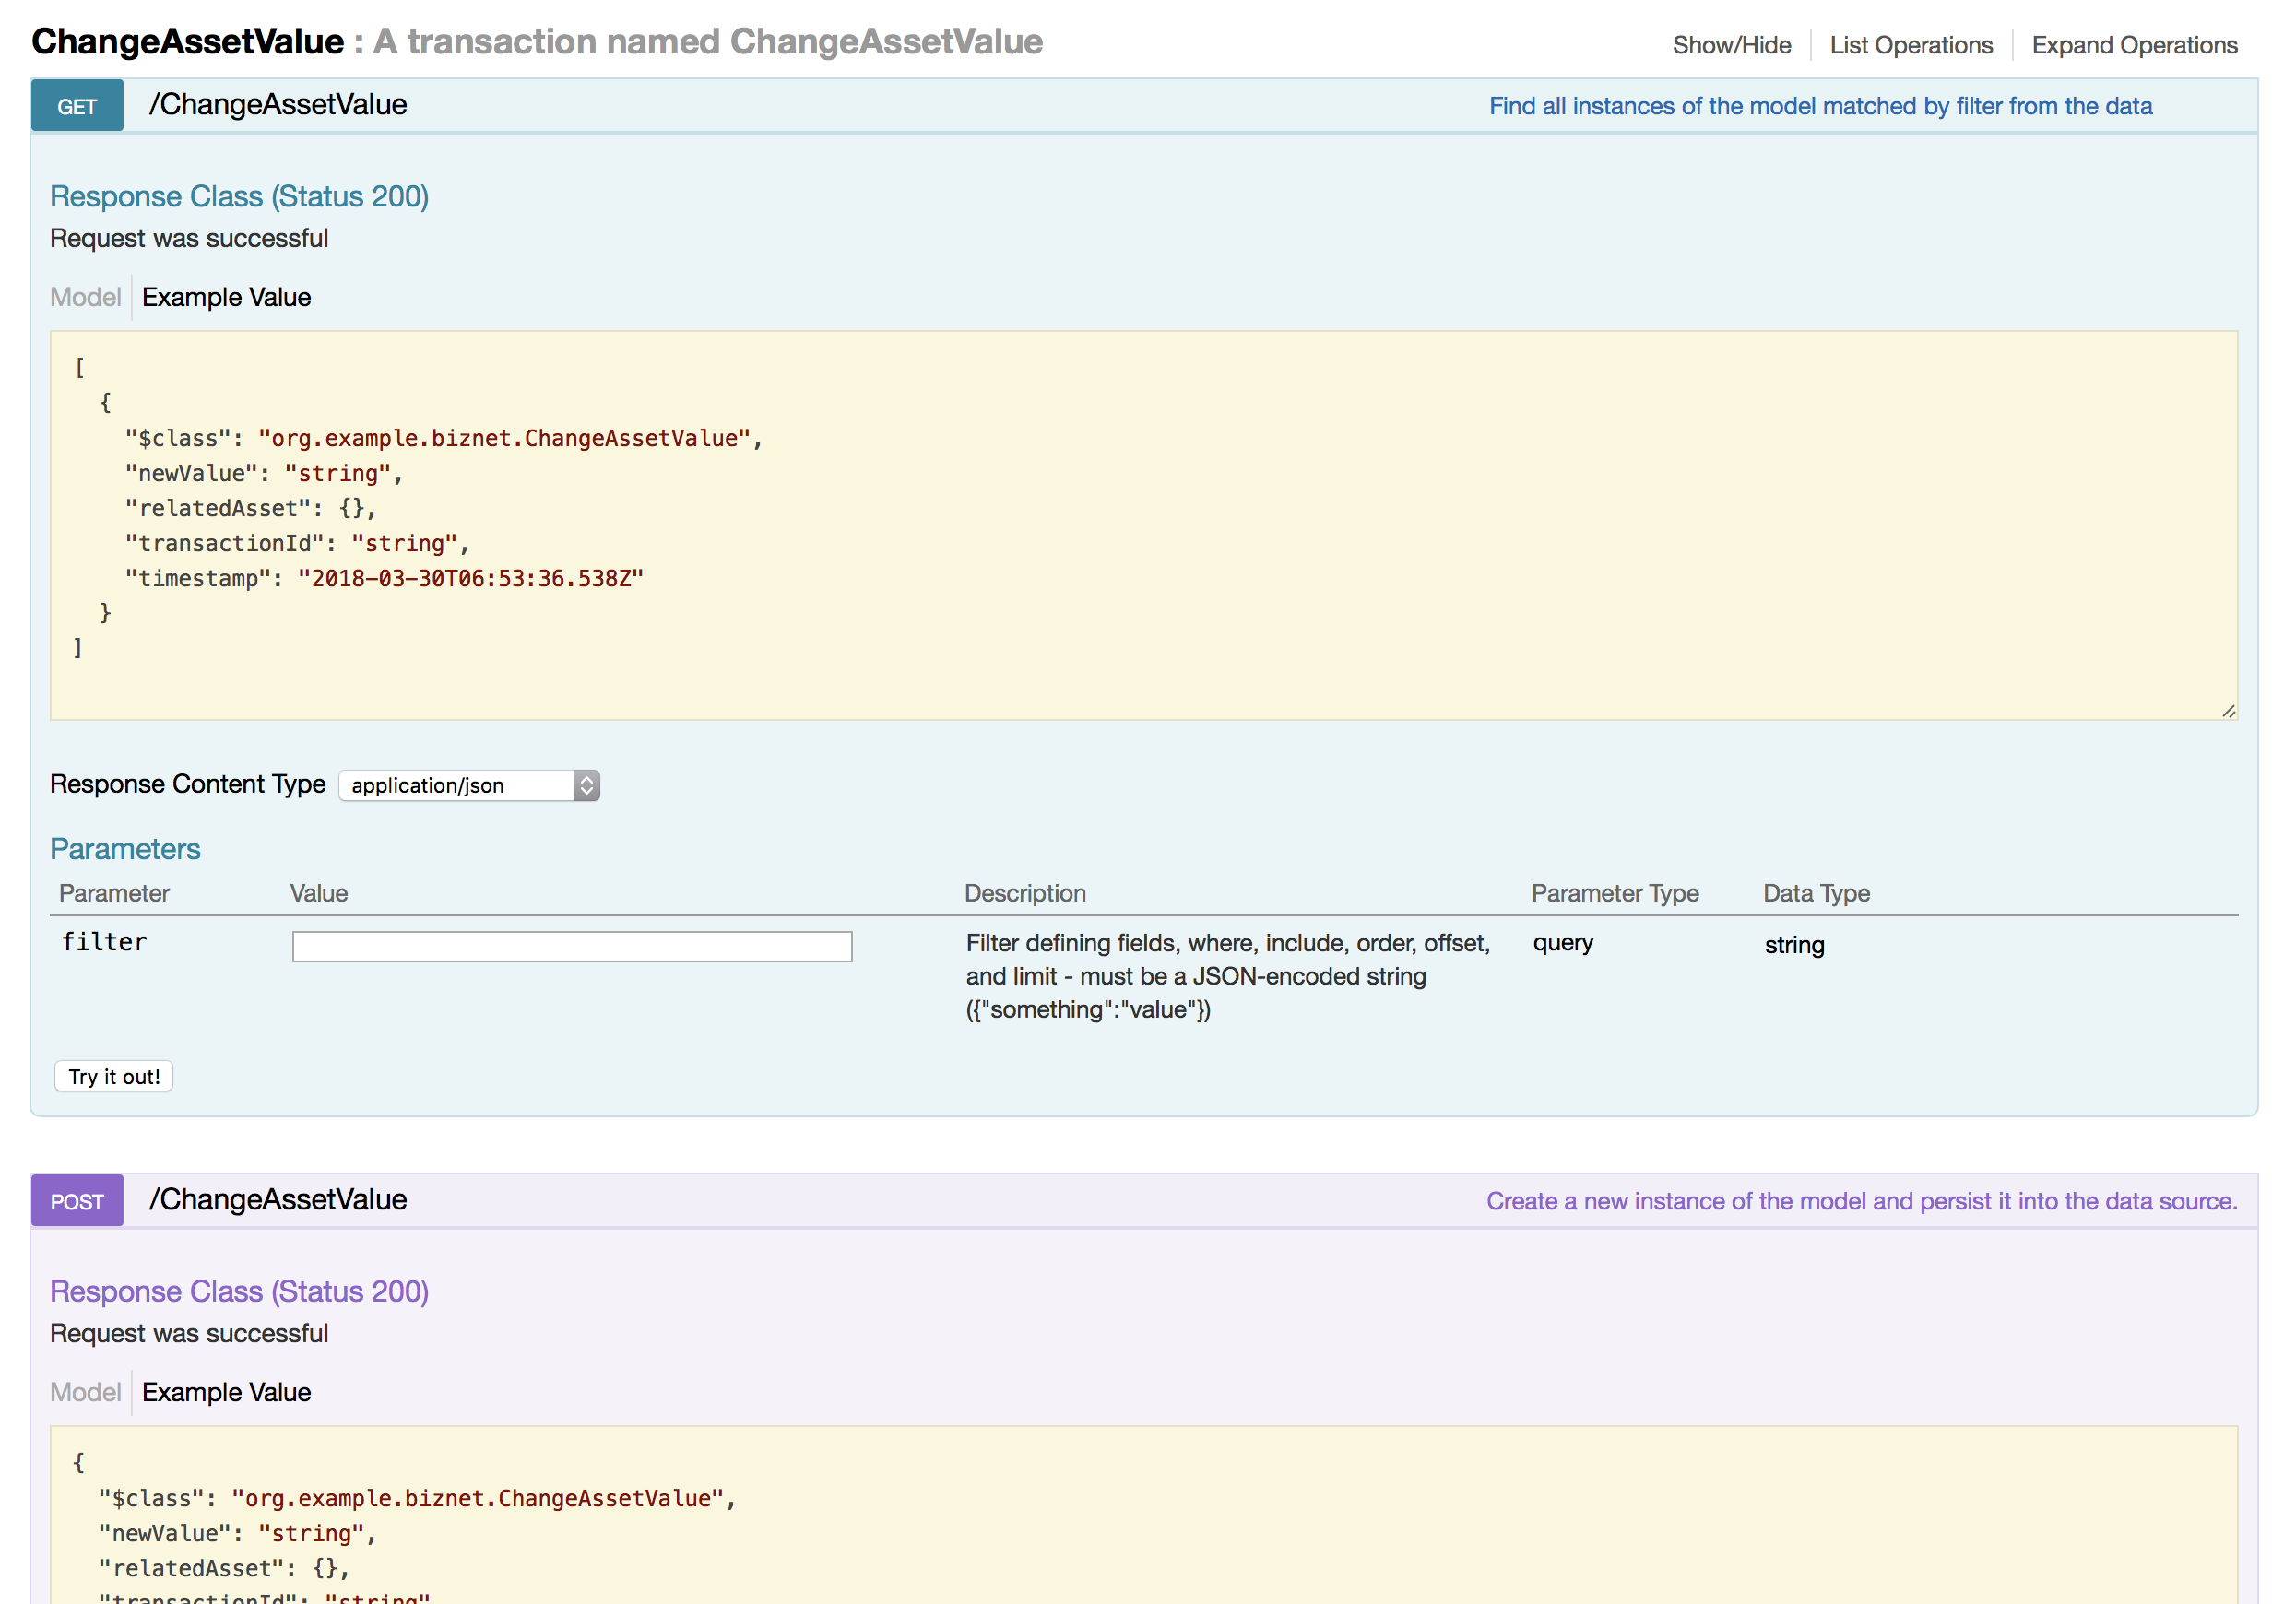 ChangeAssetValue : A transaction named ChangeAssetValue
Show/Hide
List Operations
Expand Operations
GET
/ChangeAssetValue
Find all instances of the model matched by filter from the data
Response Class (Status 200)
Request was successful
Model
Example Value
[
{
"$class": "org.example.biznet.ChangeAssetValue",
"newValue": "string",
"relatedAsset": {},
"transactionId": "string",
"timestamp": "2018-03-30T06:53:36.538Z"
}
]
Response Content Type
application/json
Parameters
Parameter
Value
Description
Parameter Type
Data Type
filter
Filter defining fields, where, include, order, offset,
and limit - must be a JSON-encoded string
({"something":"value"})
query
string
Try it out!
POST
/ChangeAssetValue
Create a new instance of the model and persist it into the data source.
Response Class (Status 200)
Request was successful
Model
Example Value
{
"$class": "org.example.biznet.ChangeAssetValue",
"newValue": "string",
"relatedAsset": {},
"transactionId": "string"